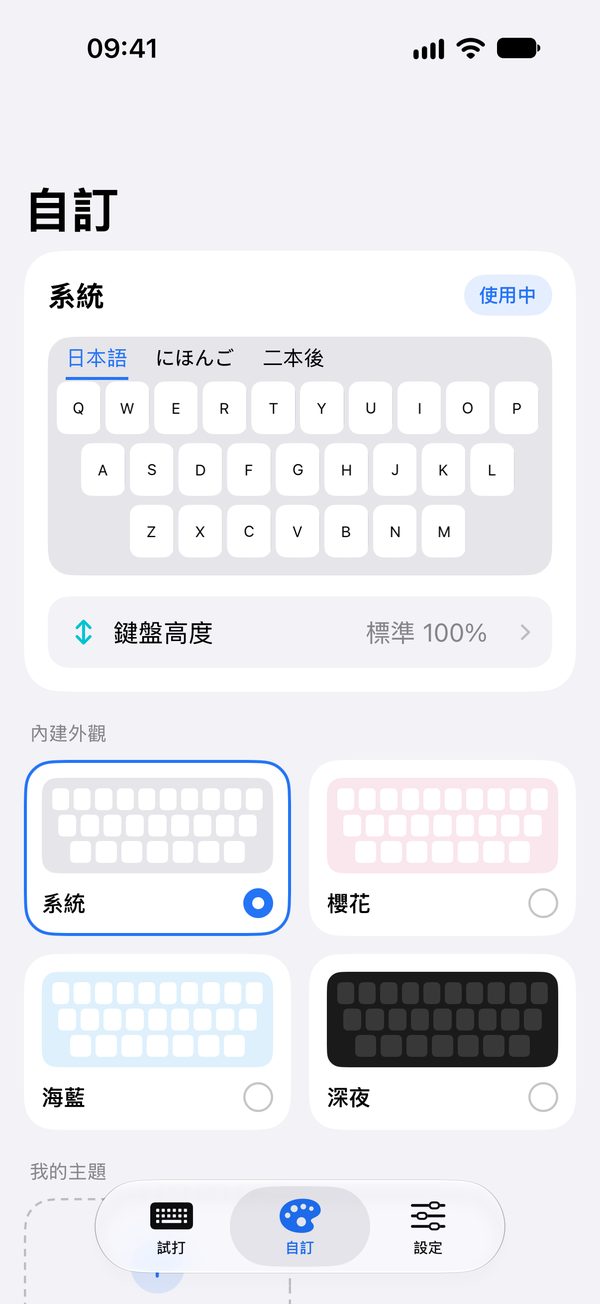 09:41
自訂
系統 使用中
日本語 にほんご 二本後
Q W E R T Y U I O P
A S D F G H J K L
Z X C V B N M
鍵盤高度 標準 100%
內建外觀
系統 櫻花
海藍 深夜
我的主題
試打 自訂 設定